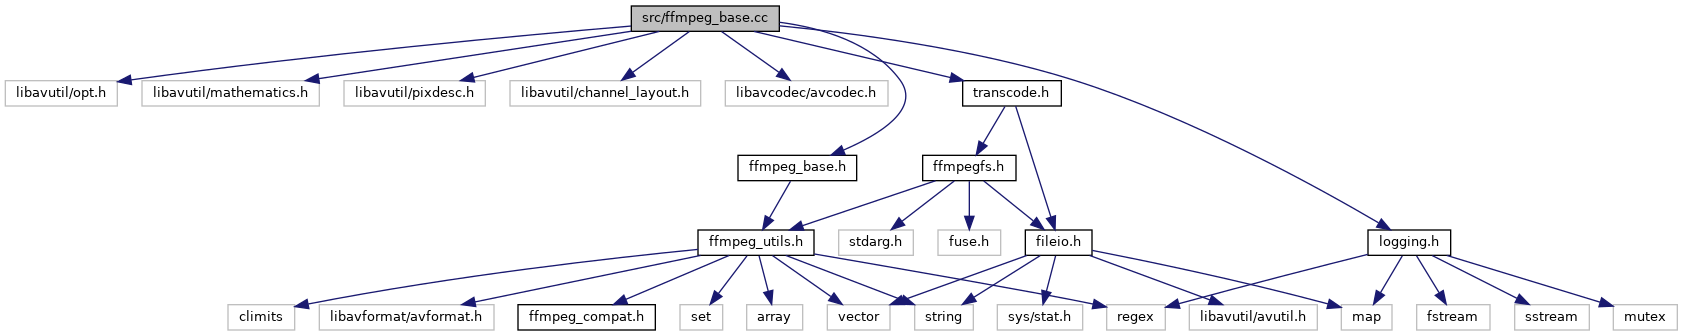 src/ffmpeg_base.cc
libavutil/opt.h
libavutil/mathematics.h
libavutil/pixdesc.h
libavutil/channel_layout.h
libavcodec/avcodec.h
transcode.h
ffmpeg_base.h
ffmpegfs.h
ffmpeg_utils.h
stdarg.h
fuse.h
fileio.h
logging.h
climits
libavformat/avformat.h
ffmpeg_compat.h
set
array
vector
string
sys/stat.h
regex
libavutil/avutil.h
map
fstream
sstream
mutex